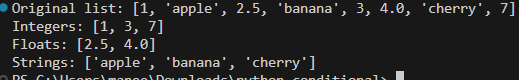 Original list: [1, 'apple', 2.5, 'banana', 3, 4.0, 'cherry', 7]
Integers: [1, 3, 7]
Floats: [2.5, 4.0]
Strings: ['apple', 'banana', 'cherry']